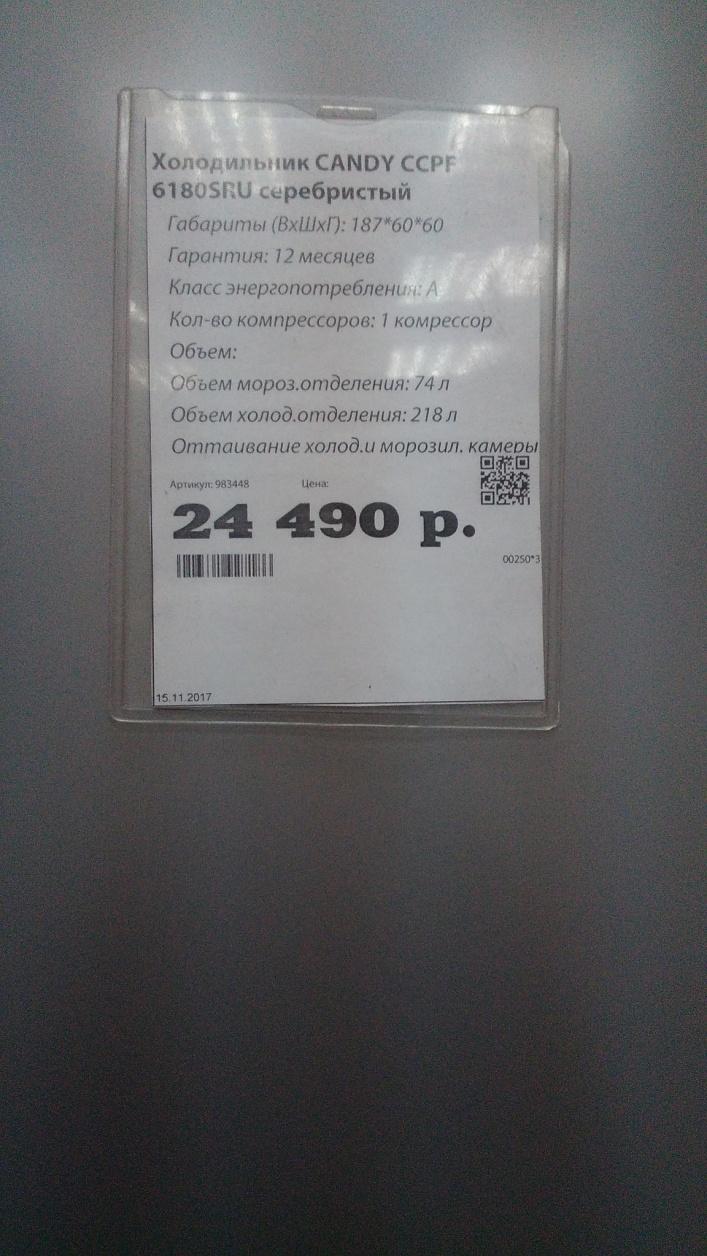 Холодильник CANDY CCPF
6180SRU серебристый
Габариты (ВхШхГ): 187*60*60
Гарантия: 12 месяцев
Класс энергопотребления: А
Кол-во компрессоров: 1 комрессор
Объем:
Объем мороз.отделения: 74 л
Объем холод.отделения: 218 л
Оттаивание холод.и морозил. камеры
Артикул: 983448 Цена:
24 490 р.
00250*3
15.11.2017